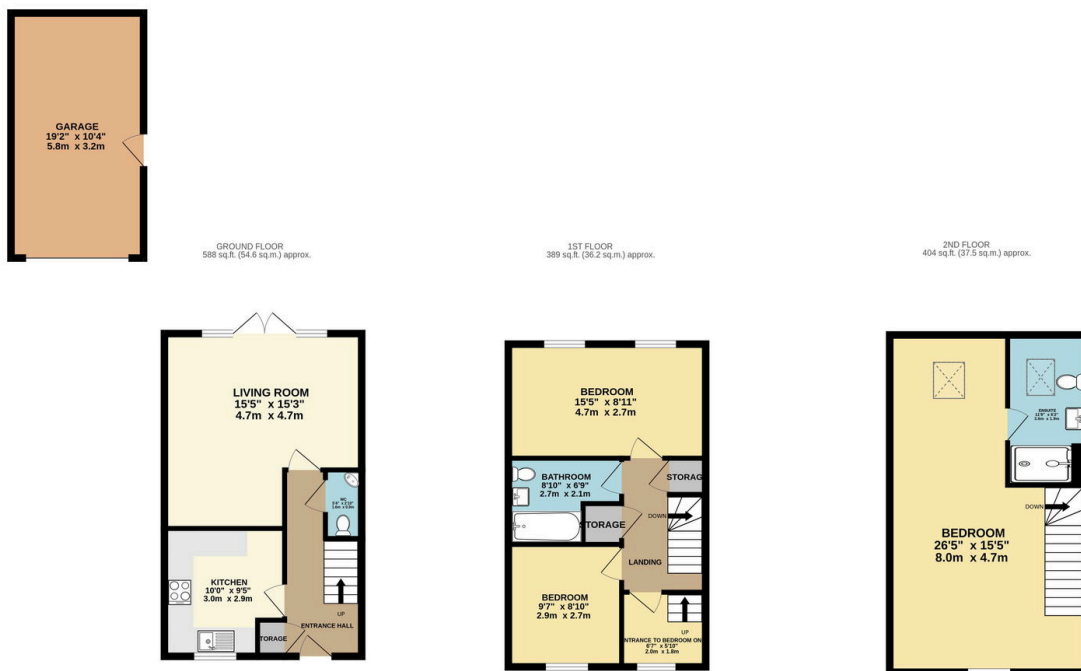 GARAGE
19'2" x 10'4"
5.8m x 3.2m
GROUND FLOOR
588 sq.ft. (54.6 sq.m.) approx.
1ST FLOOR
389 sq.ft. (36.2 sq.m.) approx.
2ND FLOOR
404 sq.ft. (37.5 sq.m.) approx.
LIVING ROOM
15'5" x 15'3"
4.7m x 4.7m
WC
KITCHEN
10'0" x 9'5"
3.0m x 2.9m
UP
ENTRANCE HALL
TORAGE
BEDROOM
15'5" x 8'11"
4.7m x 2.7m
BATHROOM
8'10" x 6'9"
2.7m x 2.1m
STORAG
TORAGE
DOWN
LANDING
BEDROOM
9'7" x 8'10"
2.9m x 2.7m
UP
NTRANCE TO BEDROOM ON
6'7" x 5'10"
2.0m x 1.8m
ENSUITE
DOWN
BEDROOM
26'5" x 15'5"
8.0m x 4.7m